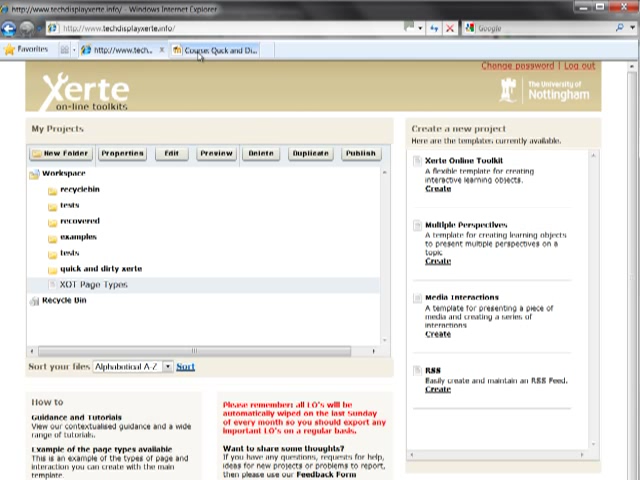 http://www.techdisplayxerte.info/ - Windows Internet Explorer
http://www.techdisplayxerte.info/
Google
Favorites
http://www.tech...
Course: Quck and Di...
Change password | Log out
Xerte
on-line toolkits
The University of
Nottingham
My Projects
New Folder
Properties
Edit
Preview
Delete
Duplicate
Publish
Workspace
recyclebin
tests
recovered
examples
tests
quick and dirty xerte
XOT Page Types
Recycle Bin
Sort your files
Alphabetical A-Z
Sort
Create a new project
Here are the templates currently available.
Xerte Online Toolkit
A flexible template for creating
interactive learning objects.
Create
Multiple Perspectives
A template for creating learning objects
to present multiple perspectives on a
topic
Create
Media Interactions
A template for presenting a piece of
media and creating a series of
interactions
Create
RSS
Easily create and maintain an RSS Feed.
Create
How to
Guidance and Tutorials
View our contextualised guidance and a wide
range of tutorials.
Example of the page types available
This is an example of the types of page and
interaction you can create with the main
template.
Please remember: all LO's will be
automatically wiped on the last Sunday
of every month so you should export any
important LO's on a regular basis.
Want to share some thoughts?
If you have any questions, requests for help,
ideas for new projects or problems to report,
then please use our Feedback Form